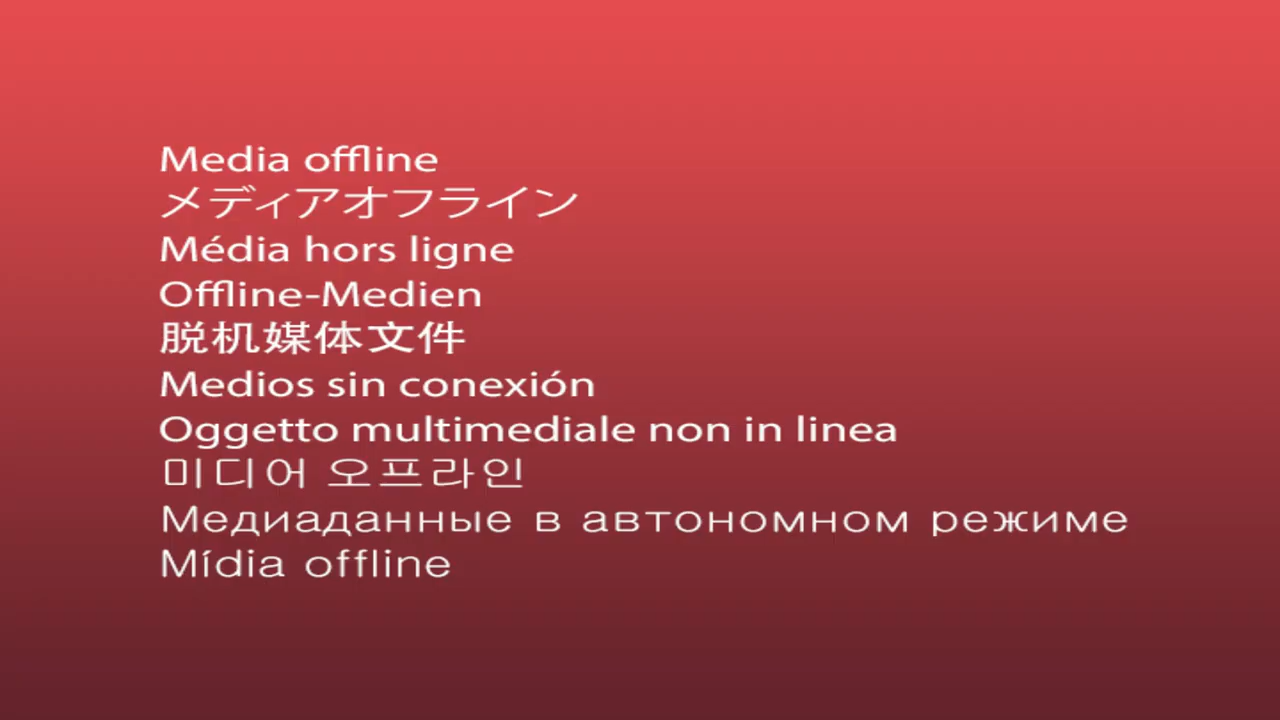 Media offline
メディアオフライン
Média hors ligne
Offline-Medien
脱机媒体文件
Medios sin conexión
Oggetto multimediale non in linea
미디어 오프라인
Медиаданные в автономном режиме
Mídia offline